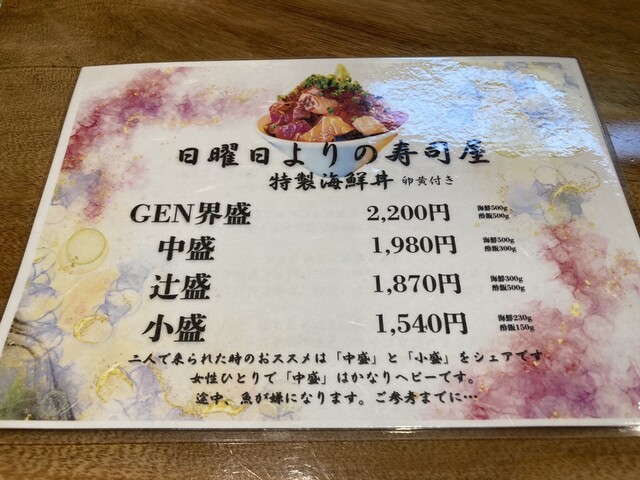 日曜日よりの寿司屋
特製海鮮丼 卵黄付き
GEN界盛 2,200円 海鮮500g 酢飯500g
中盛 1,980円 海鮮500g 酢飯300g
辻盛 1,870円 海鮮300g 酢飯500g
小盛 1,540円 海鮮230g 酢飯150g
二人で来られた時のおススメは「中盛」と「小盛」をシェアです
女性ひとりで「中盛」はかなりヘビーです。
途中、魚が嫌になります。ご参考までに…